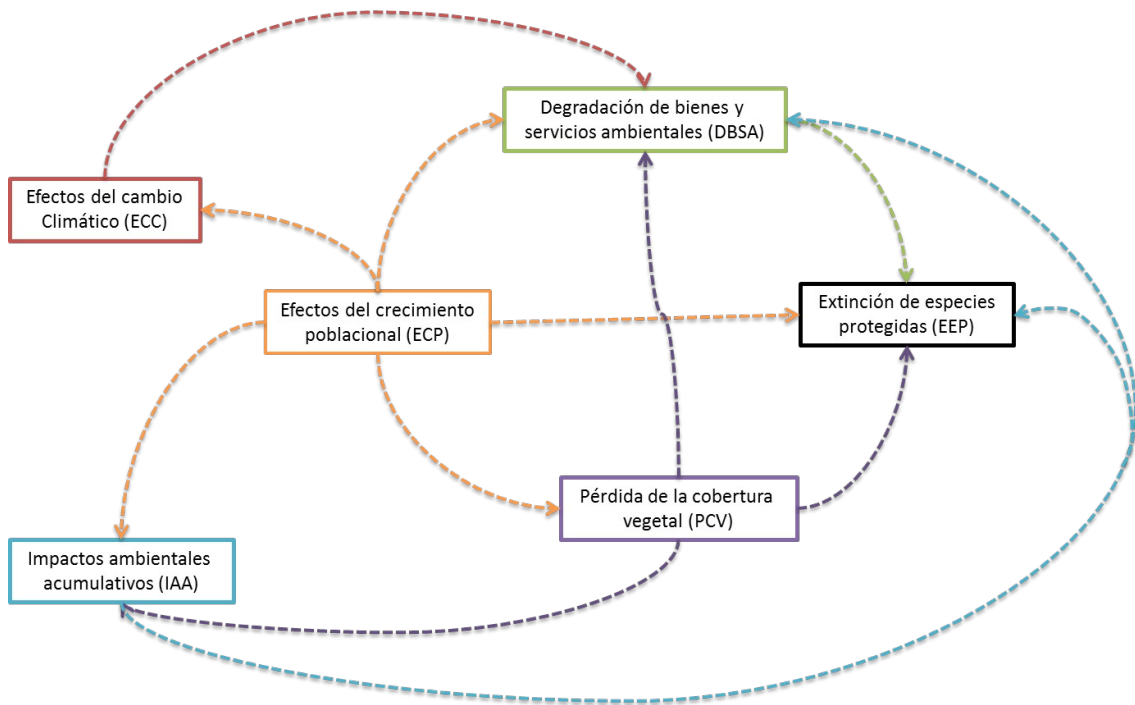 Degradación de bienes y
servicios ambientales (DBSA)
Efectos del cambio
Climático (ECC)
Efectos del crecimiento
poblacional (ECP)
Extinción de especies
protegidas (EEP)
Pérdida de la cobertura
vegetal (PCV)
Impactos ambientales
acumulativos (IAA)